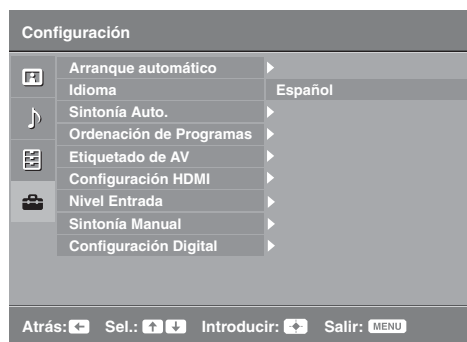 Configuración
Arranque automático
Idioma Español
Sintonía Auto.
Ordenación de Programas
Etiquetado de AV
Configuración HDMI
Nivel Entrada
Sintonía Manual
Configuración Digital
Atrás: Sel.: Introducir: Salir: MENU